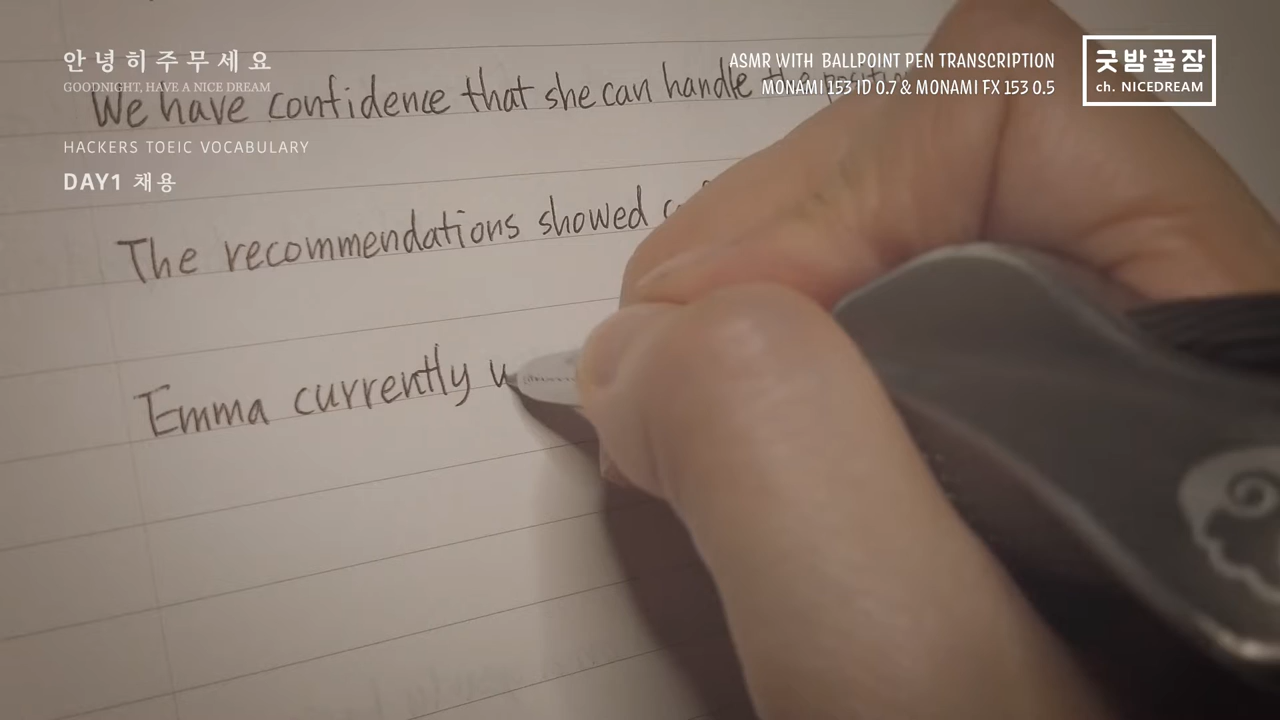 안녕히주무세요
GOODNIGHT, HAVE A NICE DREAM
HACKERS TOEIC VOCABULARY
DAY1 채용
ASMR WITH BALLPOINT PEN TRANSCRIPTION
MONAMI 153 ID 0.7 & MONAMI FX 153 0.5
굿밤꿀잠
ch. NICEDREAM
We have confidence that she can handle the position
The recommendations showed
Emma currently